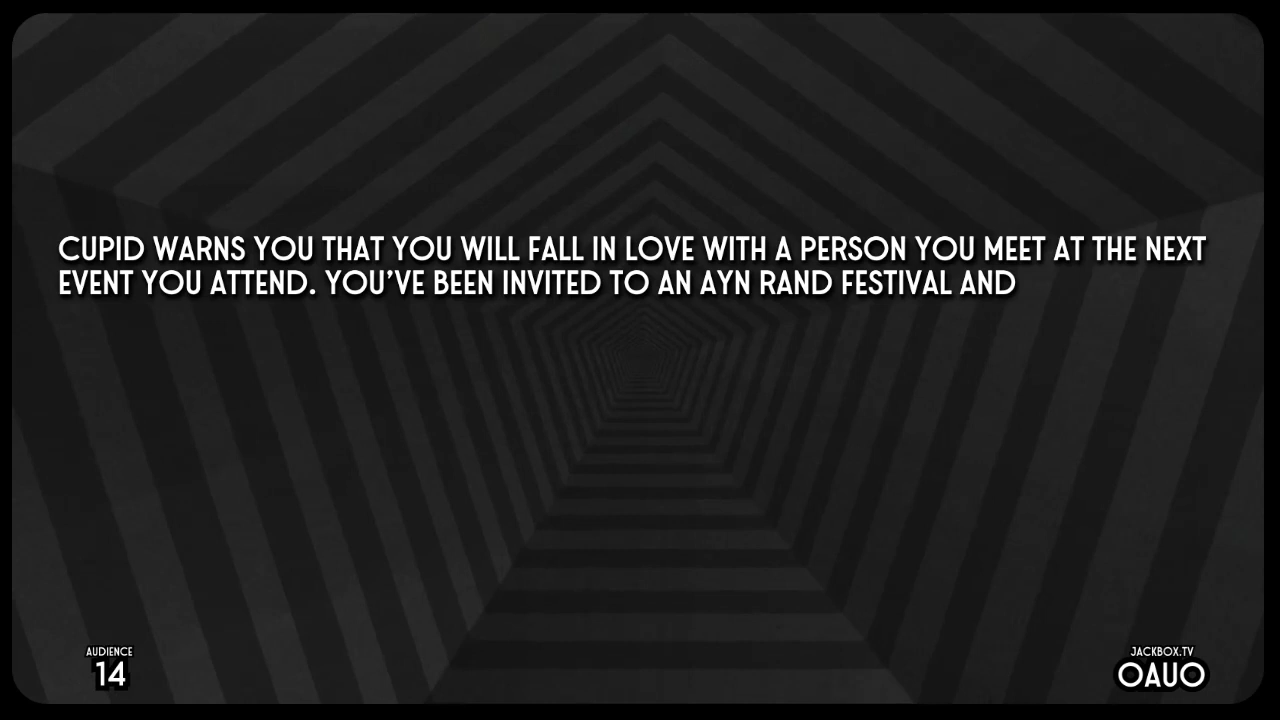 CUPID WARNS YOU THAT YOU WILL FALL IN LOVE WITH A PERSON YOU MEET AT THE NEXT
EVENT YOU ATTEND. YOU'VE BEEN INVITED TO AN AYN RAND FESTIVAL AND
AUDIENCE
14
JACKBOX.TV
OAUO